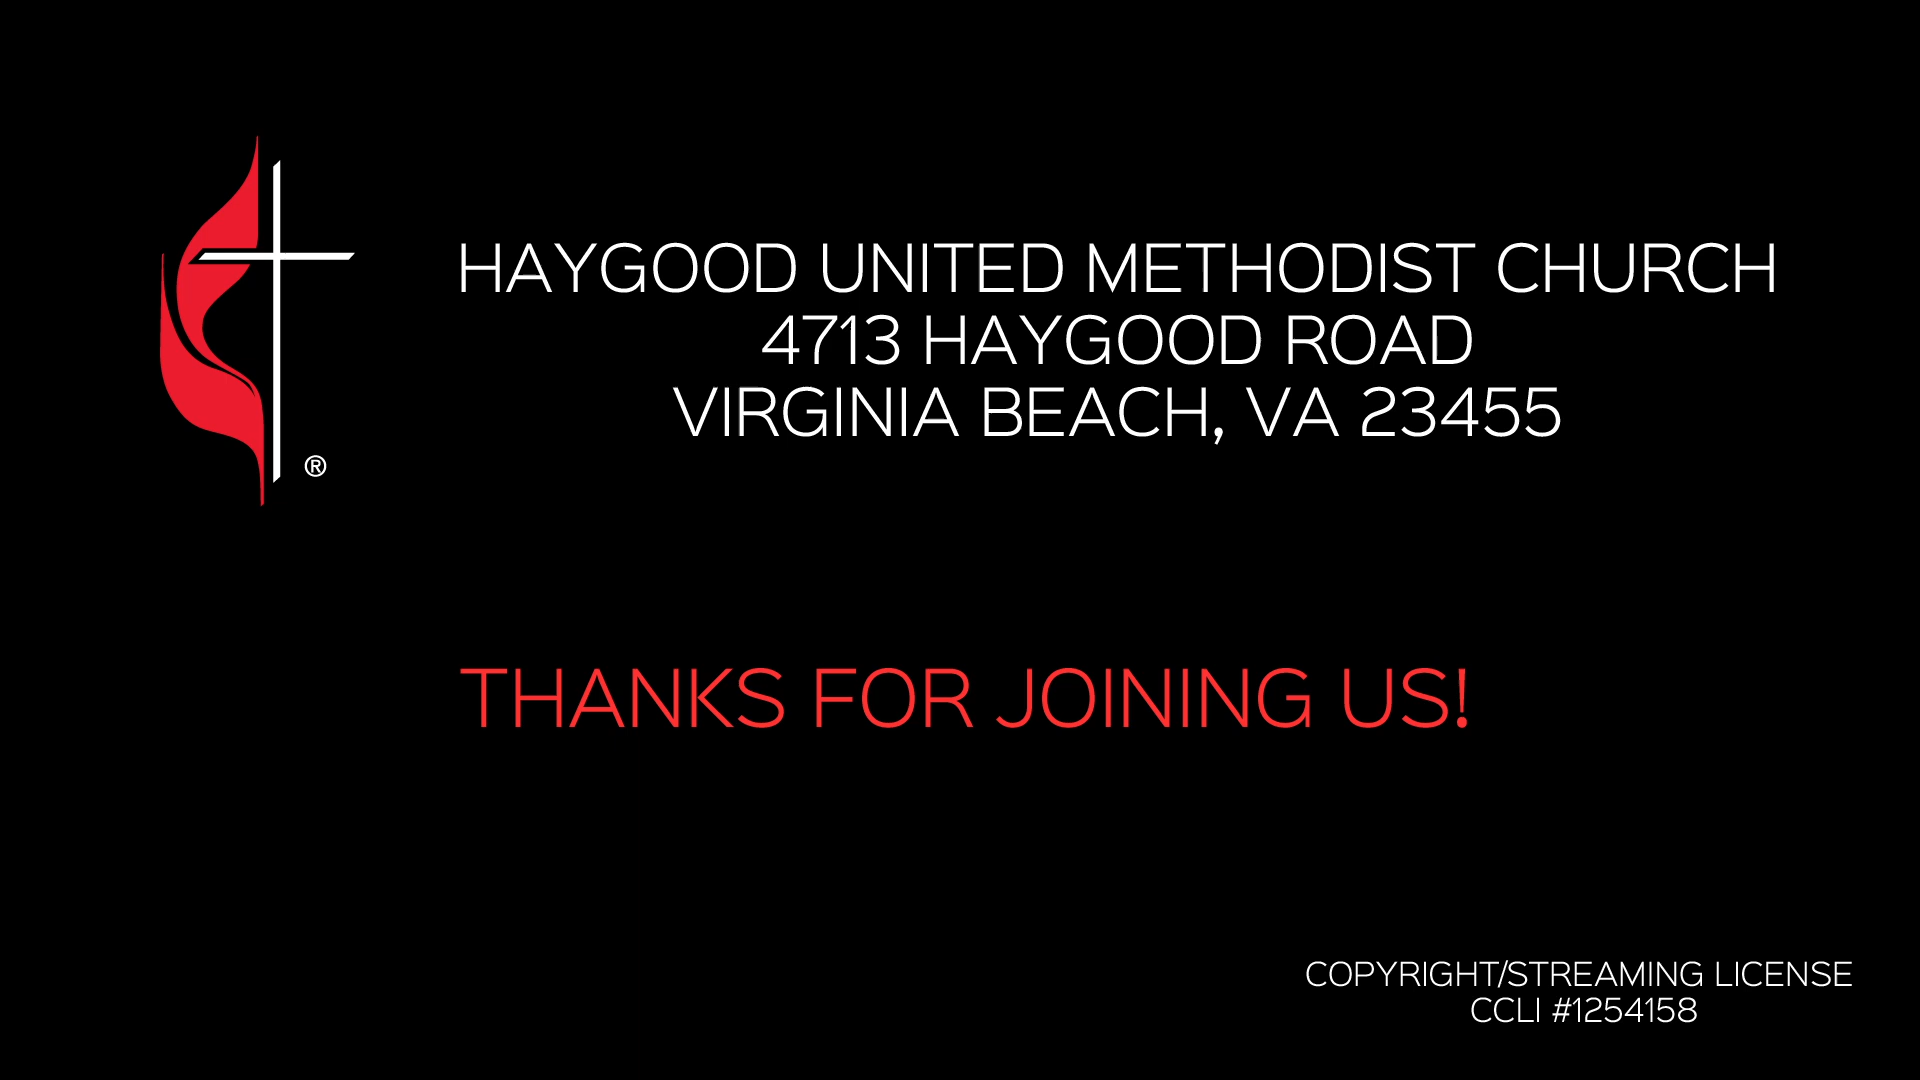 HAYGOOD UNITED METHODIST CHURCH
4713 HAYGOOD ROAD
VIRGINIA BEACH, VA 23455
®
THANKS FOR JOINING US!
COPYRIGHT/STREAMING LICENSE
CCLI #1254158